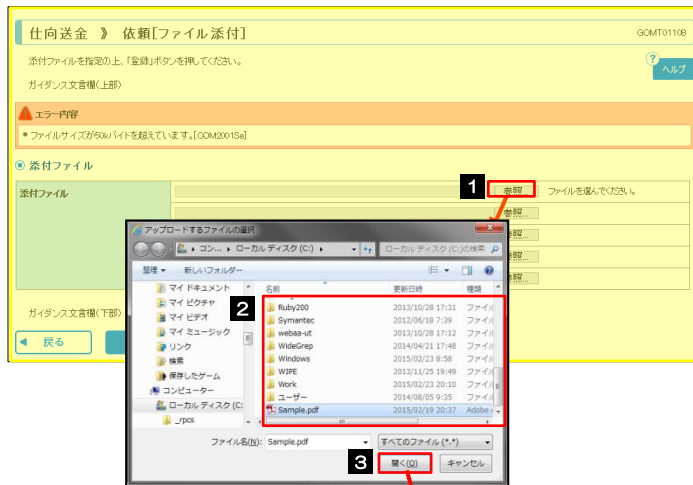 仕向送金 》 依頼[ファイル添付]
GOMT01108
添付ファイルを指定の上、「登録」ボタンを押してください。
? ヘルプ
ガイダンス文言欄(上部)
エラー内容
ファイルサイズが50kバイトを超えています。[COM2001Se]
添付ファイル
添付ファイル
1
参照...
ファイルを選んでください。
参照...
アップロードするファイルの選択
コン...
ローカル ディスク (C:)
ローカル ディスク (C:)の検索
整理
新しいフォルダー
マイ ドキュメント
マイ ピクチャ
マイ ビデオ
マイ ミュージック
リンク
検索
保存したゲーム
コンピューター
ローカル ディスク (C:
_rpcs
2
名前
更新日時
種類
Ruby200 2013/10/28 17:31 ファイル
Symantec 2012/06/18 7:39 ファイル
webaa-ut 2013/10/28 17:12 ファイル
WideGrep 2014/04/21 17:48 ファイル
Windows 2015/02/23 8:58 ファイル
WIPE 2013/11/25 19:49 ファイル
Work 2015/02/23 20:10 ファイル
ユーザー 2014/08/05 9:35 ファイル
Sample.pdf 2015/02/19 20:37 Adobe
ファイル名(N): Sample.pdf
すべてのファイル (*.*)
3
開く(O)
キャンセル
ガイダンス文言欄(下部)
戻る